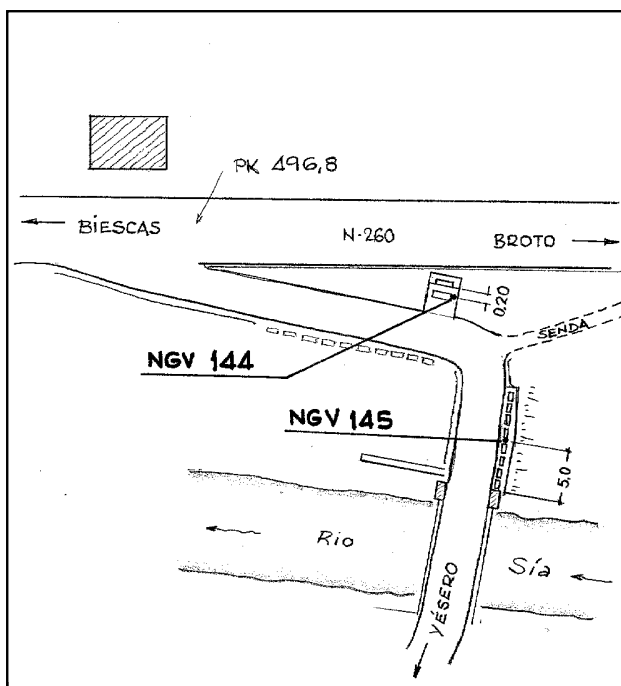 PK 496,8
BIESCAS
N-260
BROTO
0,20
SENDA
NGV 144
NGV 145
5,0
Rio
Sía
YÉSERO